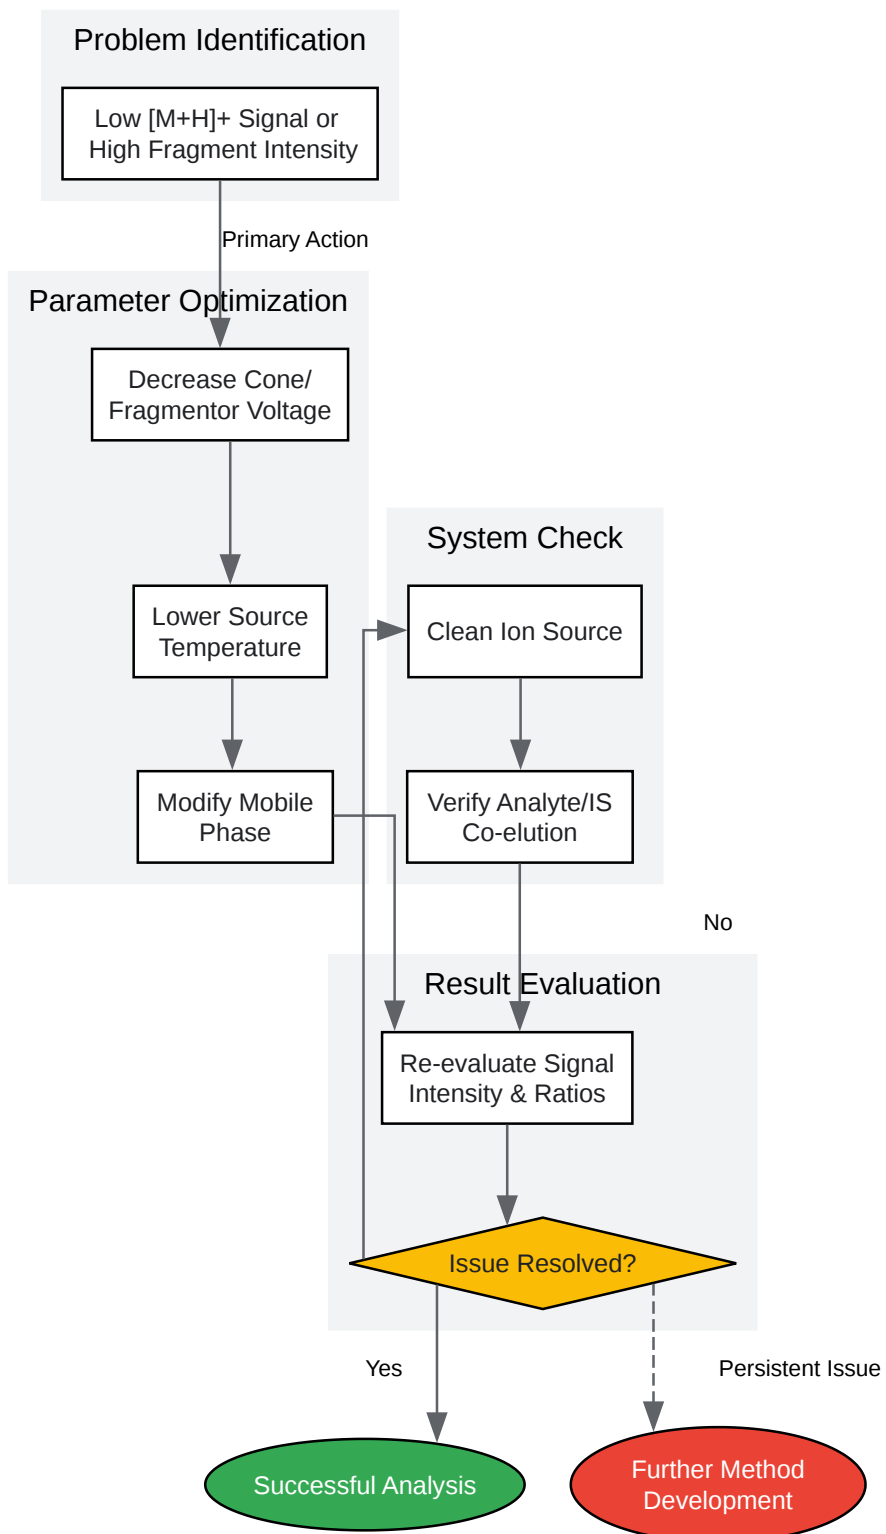 Problem Identification
Low [M+H]+ Signal or
High Fragment Intensity
Primary Action
Parameter Optimization
Decrease Cone/
Fragmentor Voltage
Lower Source
Temperature
Modify Mobile
Phase
System Check
Clean Ion Source
Verify Analyte/IS
Co-elution
No
Result Evaluation
Re-evaluate Signal
Intensity & Ratios
Issue Resolved?
Yes
Persistent Issue
Successful Analysis
Further Method
Development